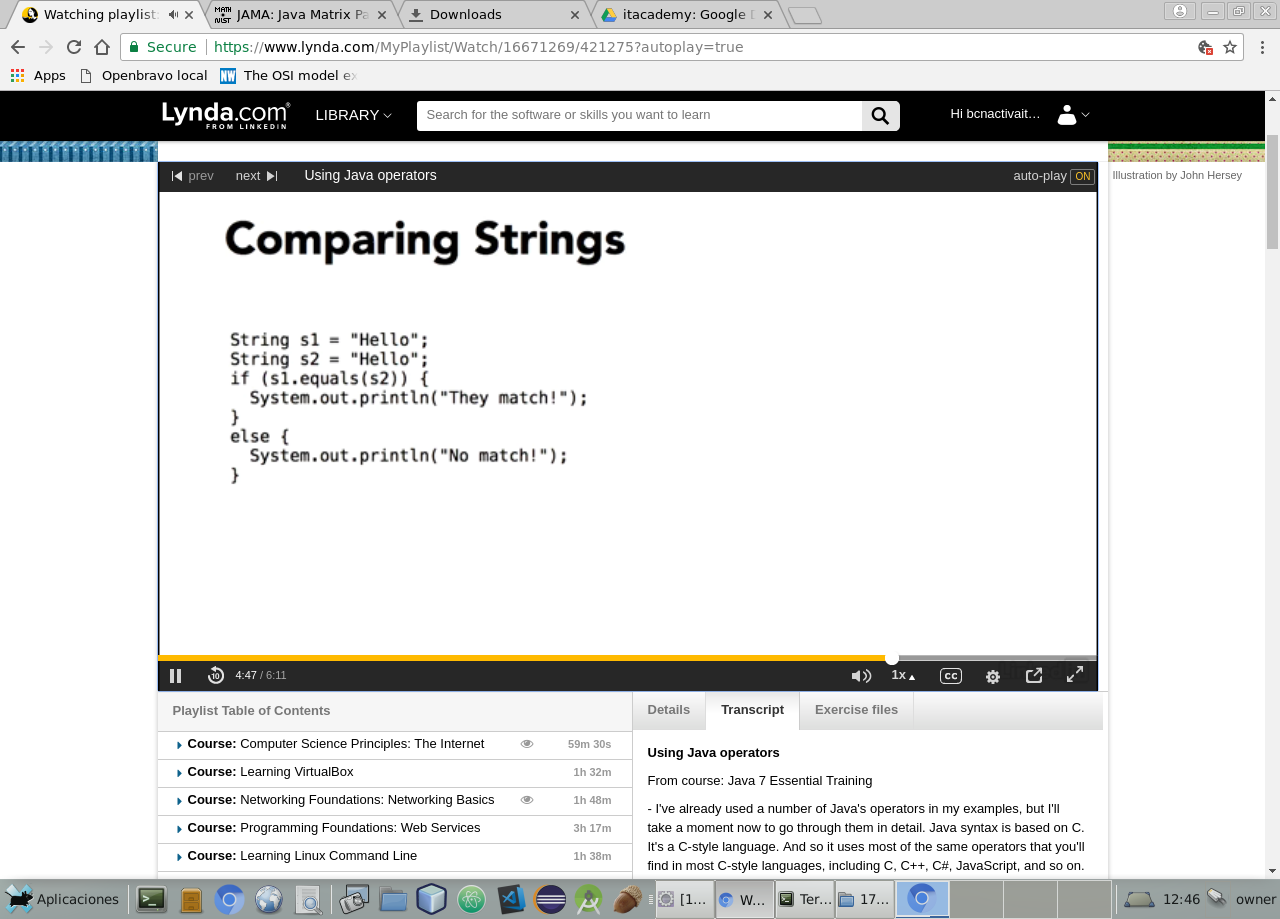 Watching playlist:
MATH
NIST
JAMA: Java Matrix Pa
Downloads
itacademy: Google D
Secure
https://www.lynda.com/MyPlaylist/Watch/16671269/421275?autoplay=true
Apps
Openbravo local
NW
The OSI model ex
Lynda.com
FROM LINKEDIN
LIBRARY
Search for the software or skills you want to learn
Hi bcnactivait…
prev
next
Using Java operators
auto-play ON
Illustration by John Hersey
Comparing Strings
String s1 = "Hello";
String s2 = "Hello";
if (s1.equals(s2)) {
System.out.println("They match!");
}
else {
System.out.println("No match!");
}
10
4:47 / 6:11
1x
cc
Playlist Table of Contents
Course: Computer Science Principles: The Internet
59m 30s
Course: Learning VirtualBox
1h 32m
Course: Networking Foundations: Networking Basics
1h 48m
Course: Programming Foundations: Web Services
3h 17m
Course: Learning Linux Command Line
1h 38m
Details
Transcript
Exercise files
Using Java operators
From course: Java 7 Essential Training
- I've already used a number of Java's operators in my examples, but I'll
take a moment now to go through them in detail. Java syntax is based on C.
It's a C-style language. And so it uses most of the same operators that you'll
find in most C-style languages, including C, C++, C#, JavaScript, and so on.
Aplicaciones
[1...
W...
Ter...
17...
12:46
owner